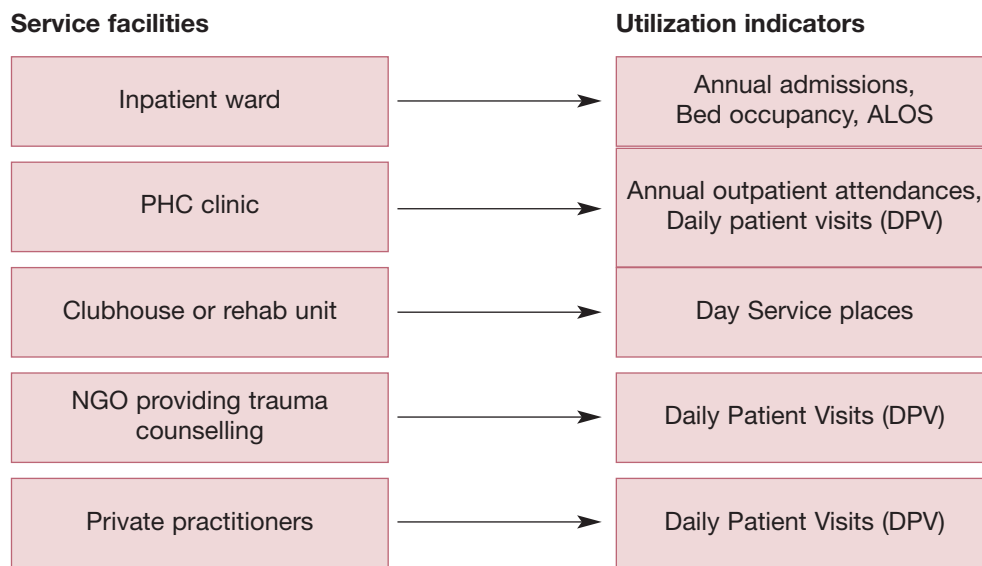 Service facilities
Utilization indicators
Inpatient ward
Annual admissions,
Bed occupancy, ALOS
PHC clinic
Annual outpatient attendances,
Daily patient visits (DPV)
Clubhouse or rehab unit
Day Service places
NGO providing trauma
counselling
Daily Patient Visits (DPV)
Private practitioners
Daily Patient Visits (DPV)